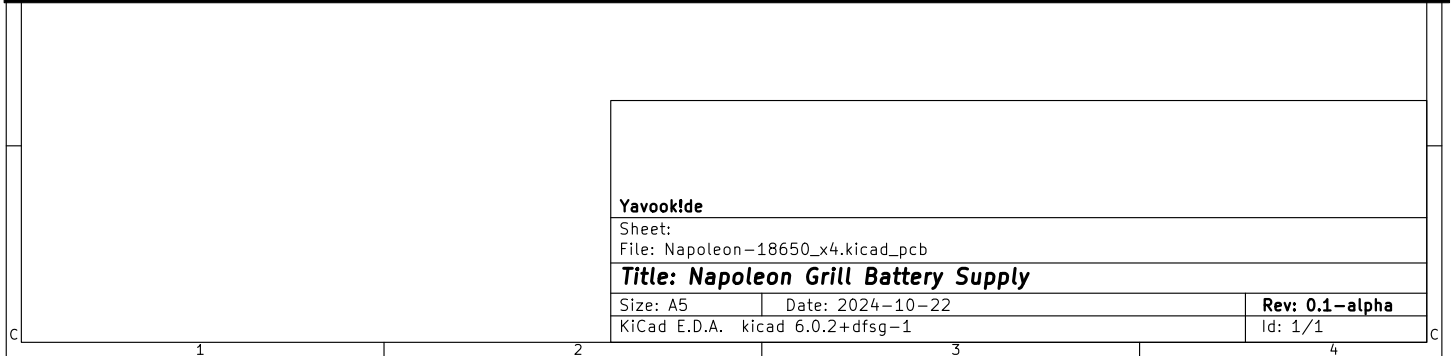 Yavook!de
Sheet:
File: Napoleon-18650_x4.kicad_pcb
Title: Napoleon Grill Battery Supply
Size: A5 Date: 2024-10-22 Rev: 0.1-alpha
KiCad E.D.A. kicad 6.0.2+dfsg-1 Id: 1/1
C C
1 2 3 4